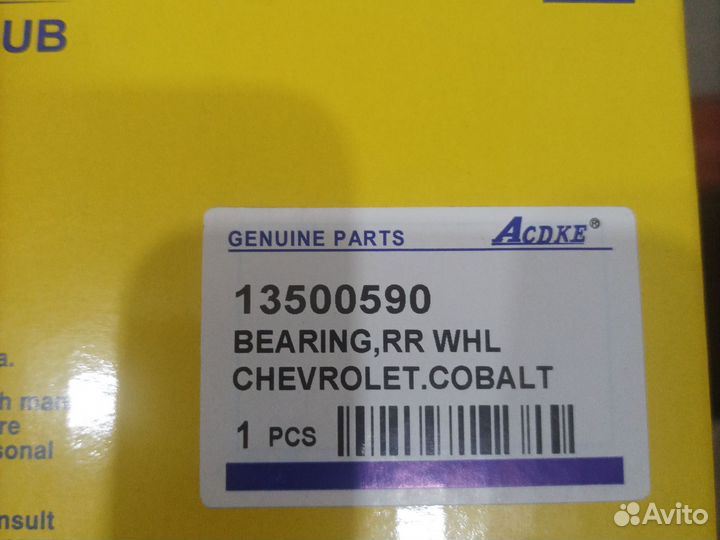 UB
GENUINE PARTS ACDKE®
13500590
BEARING,RR WHL
CHEVROLET.COBALT
1 PCS
a.
h man
re
sonal
nsult
Avito